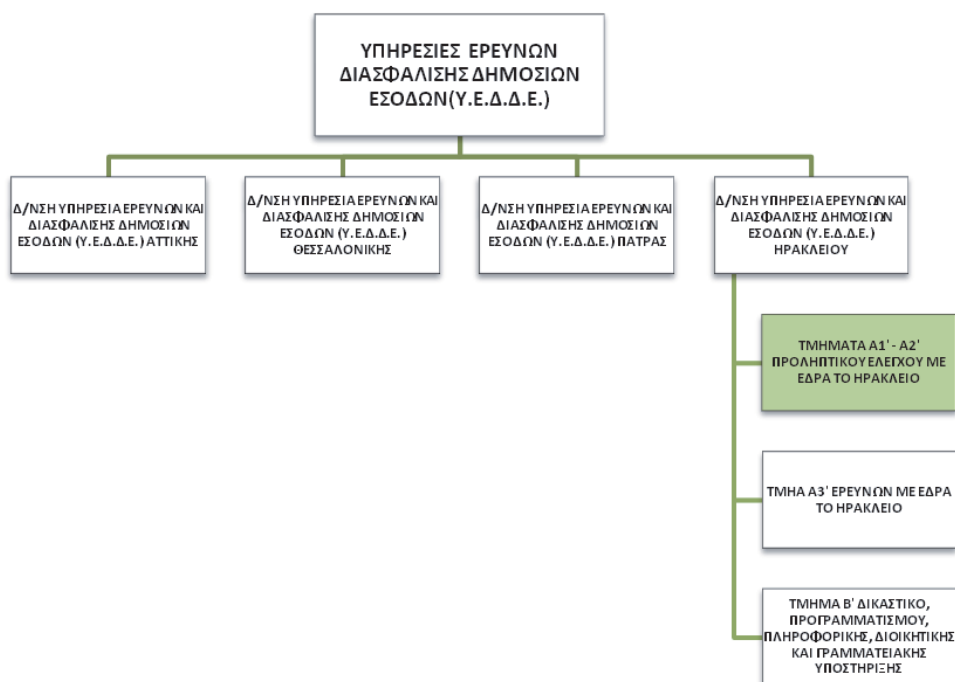 ΥΠΗΡΕΣΙΕΣ ΕΡΕΥΝΩΝ
ΔΙΑΣΦΑΛΙΣΗΣ ΔΗΜΟΣΙΩΝ
ΕΣΟΔΩΝ(Υ.Ε.Δ.Δ.Ε.)
Δ/ΝΣΗ ΥΠΗΡΕΣΙΑ ΕΡΕΥΝΩΝ ΚΑΙ
ΔΙΑΣΦΑΛΙΣΗΣ ΔΗΜΟΣΙΩΝ
ΕΣΟΔΩΝ (Υ.Ε.Δ.Δ.Ε.) ΑΤΤΙΚΗΣ
Δ/ΝΣΗ ΥΠΗΡΕΣΙΑ ΕΡΕΥΝΩΝ ΚΑΙ
ΔΙΑΣΦΑΛΙΣΗΣ ΔΗΜΟΣΙΩΝ
ΕΣΟΔΩΝ (Υ.Ε.Δ.Δ.Ε.)
ΘΕΣΣΑΛΟΝΙΚΗΣ
Δ/ΝΣΗ ΥΠΗΡΕΣΙΑ ΕΡΕΥΝΩΝ ΚΑΙ
ΔΙΑΣΦΑΛΙΣΗΣ ΔΗΜΟΣΙΩΝ
ΕΣΟΔΩΝ (Υ.Ε.Δ.Δ.Ε.) ΠΑΤΡΑΣ
Δ/ΝΣΗ ΥΠΗΡΕΣΙΑ ΕΡΕΥΝΩΝ ΚΑΙ
ΔΙΑΣΦΑΛΙΣΗΣ ΔΗΜΟΣΙΩΝ
ΕΣΟΔΩΝ (Υ.Ε.Δ.Δ.Ε.)
ΗΡΑΚΛΕΙΟΥ
ΤΜΗΜΑΤΑ Α1' - Α2'
ΠΡΟΛΗΠΤΙΚΟΥ ΕΛΕΓΧΟΥ ΜΕ
ΕΔΡΑ ΤΟ ΗΡΑΚΛΕΙΟ
ΤΜΗΑ Α3' ΕΡΕΥΝΩΝ ΜΕ ΕΔΡΑ
ΤΟ ΗΡΑΚΛΕΙΟ
ΤΜΗΜΑ Β' ΔΙΚΑΣΤΙΚΟ,
ΠΡΟΓΡΑΜΜΑΤΙΣΜΟΥ,
ΠΛΗΡΟΦΟΡΙΚΗΣ, ΔΙΟΙΚΗΤΙΚΗΣ
ΚΑΙ ΓΡΑΜΜΑΤΕΙΑΚΗΣ
ΥΠΟΣΤΗΡΙΞΗΣ